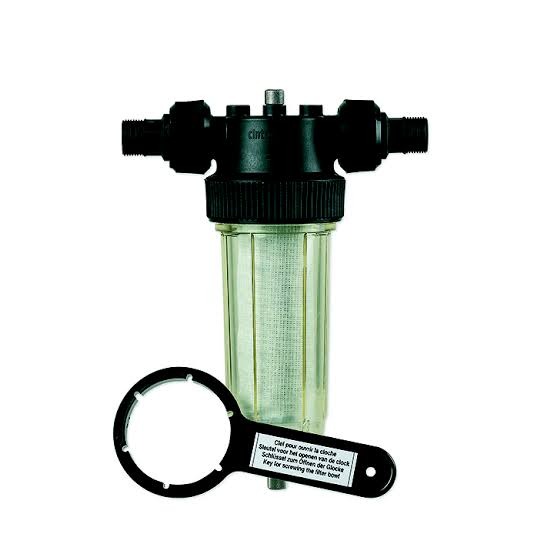 Clef pour ouvrir la cloche
Sleutel voor het openen van de clock
Schlüssel zum Öffnen der Glocke
Key for screwing the filter bowl